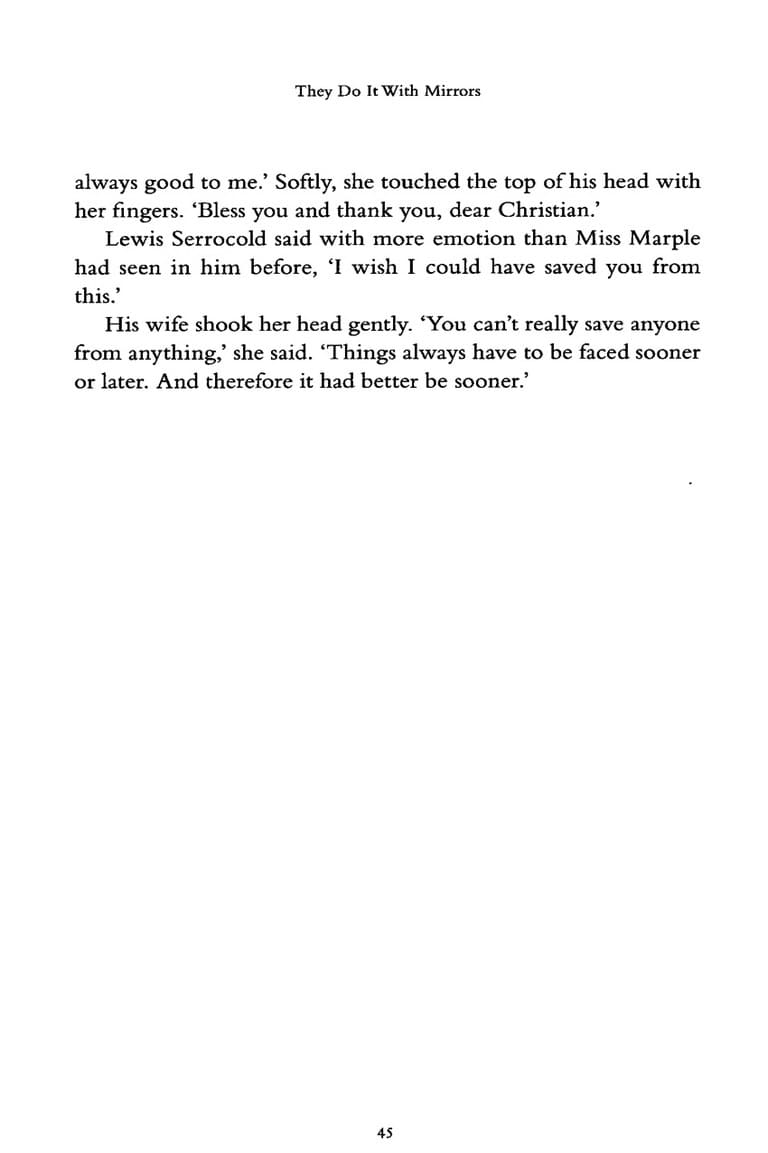 They Do It With Mirrors
always good to me.’ Softly, she touched the top of his head with
her fingers. ‘Bless you and thank you, dear Christian.’
Lewis Serrocold said with more emotion than Miss Marple
had seen in him before, ‘I wish I could have saved you from
this.’
His wife shook her head gently. ‘You can’t really save anyone
from anything,’ she said. ‘Things always have to be faced sooner
or later. And therefore it had better be sooner.’
45